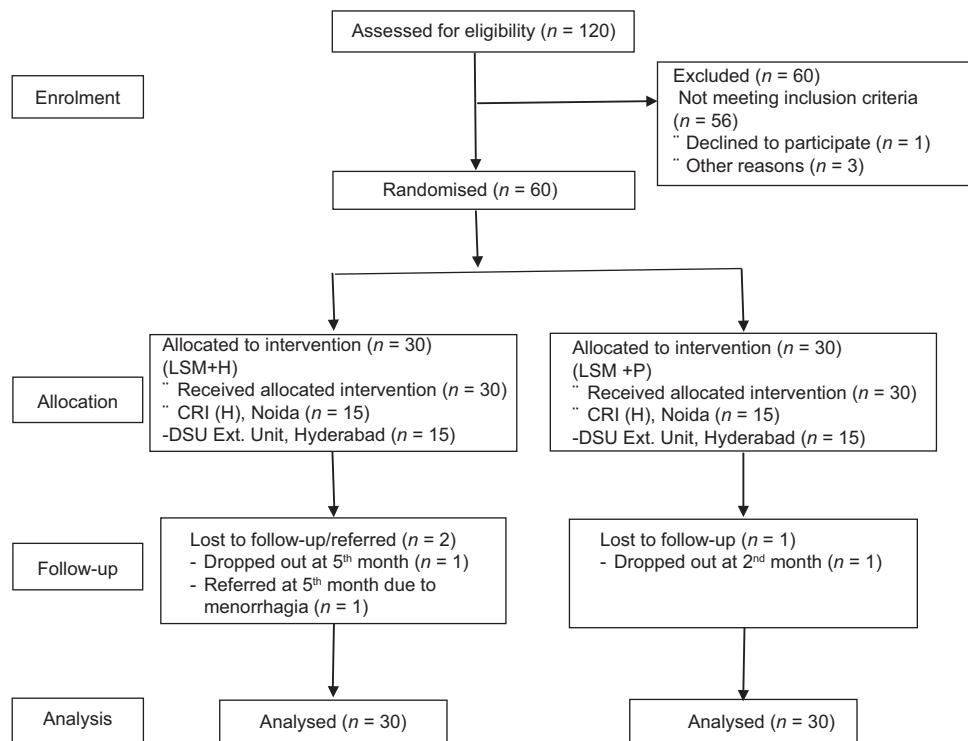 Assessed for eligibility (n = 120)
Enrolment
Excluded (n = 60)
Not meeting inclusion criteria
(n = 56)
¨ Declined to participate (n = 1)
¨ Other reasons (n = 3)
Randomised (n = 60)
Allocation
Allocated to intervention (n = 30)
(LSM+H)
¨ Received allocated intervention (n = 30)
¨ CRI (H), Noida (n = 15)
-DSU Ext. Unit, Hyderabad (n = 15)
Allocated to intervention (n = 30)
(LSM +P)
¨ Received allocated intervention (n = 30)
¨ CRI (H), Noida (n = 15)
-DSU Ext. Unit, Hyderabad (n = 15)
Follow-up
Lost to follow-up/referred (n = 2)
- Dropped out at 5th month (n = 1)
- Referred at 5th month due to
menorrhagia (n = 1)
Lost to follow-up (n = 1)
- Dropped out at 2nd month (n = 1)
Analysis
Analysed (n = 30)
Analysed (n = 30)